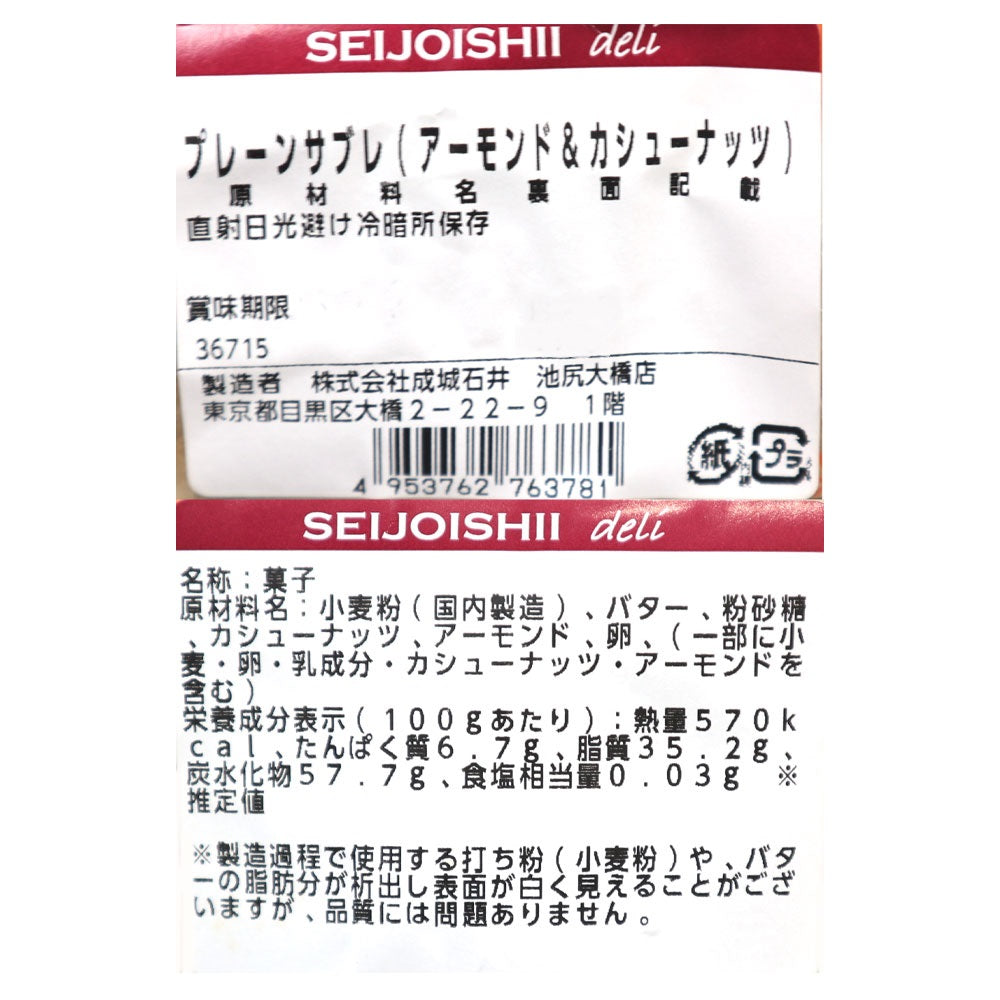 SEIJOISHII deli
プレーンサブレ(アーモンド&カシューナッツ)
原材料名裏面記載
直射日光避け冷暗所保存
賞味期限
36715
製造者 株式会社成城石井 池尻大橋店
東京都目黒区大橋2-22-9 1階
紙 プラ
4 953762 763781
SEIJOISHII deli
名称:菓子
原材料名:小麦粉(国内製造)、バター、粉砂糖
、カシューナッツ、アーモンド、卵、(一部に小
麦・卵・乳成分・カシューナッツ・アーモンドを
含む)
栄養成分表示(100gあたり):熱量570k
cal、たんぱく質6.7g、脂質35.2g、
炭水化物57.7g、食塩相当量0.03g ※
推定値
※製造過程で使用する打ち粉(小麦粉)や、バタ
ーの脂肪分が析出し表面が白く見えることがござ
いますが、品質には問題ありません。